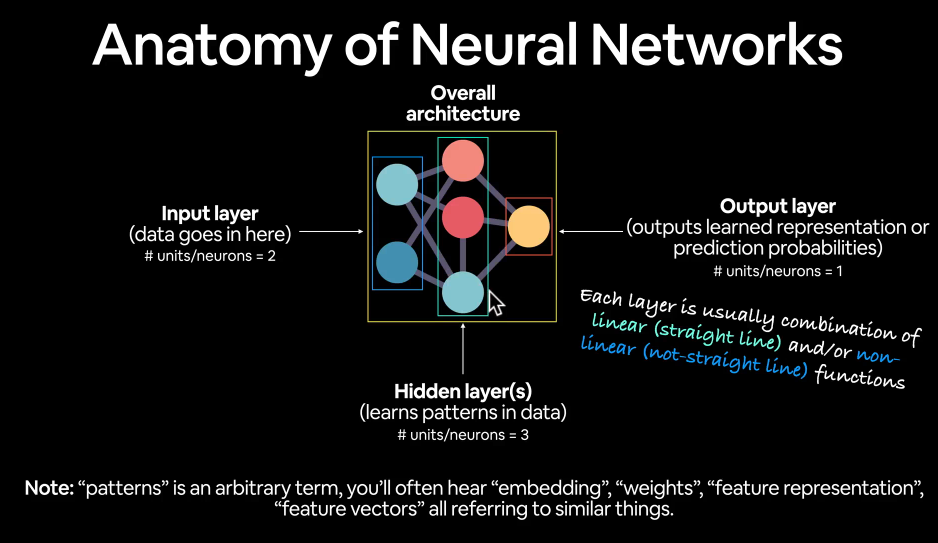 Anatomy of Neural Networks
Overall
architecture
Input layer
(data goes in here)
# units/neurons = 2
Output layer
(outputs learned representation or
prediction probabilities)
# units/neurons = 1
Each layer is usually combination of
linear (straight line) and/or non-
linear (not-straight line) functions
Hidden layer(s)
(learns patterns in data)
# units/neurons = 3
Note: “patterns” is an arbitrary term, you’ll often hear “embedding”, “weights”, “feature representation”,
“feature vectors” all referring to similar things.